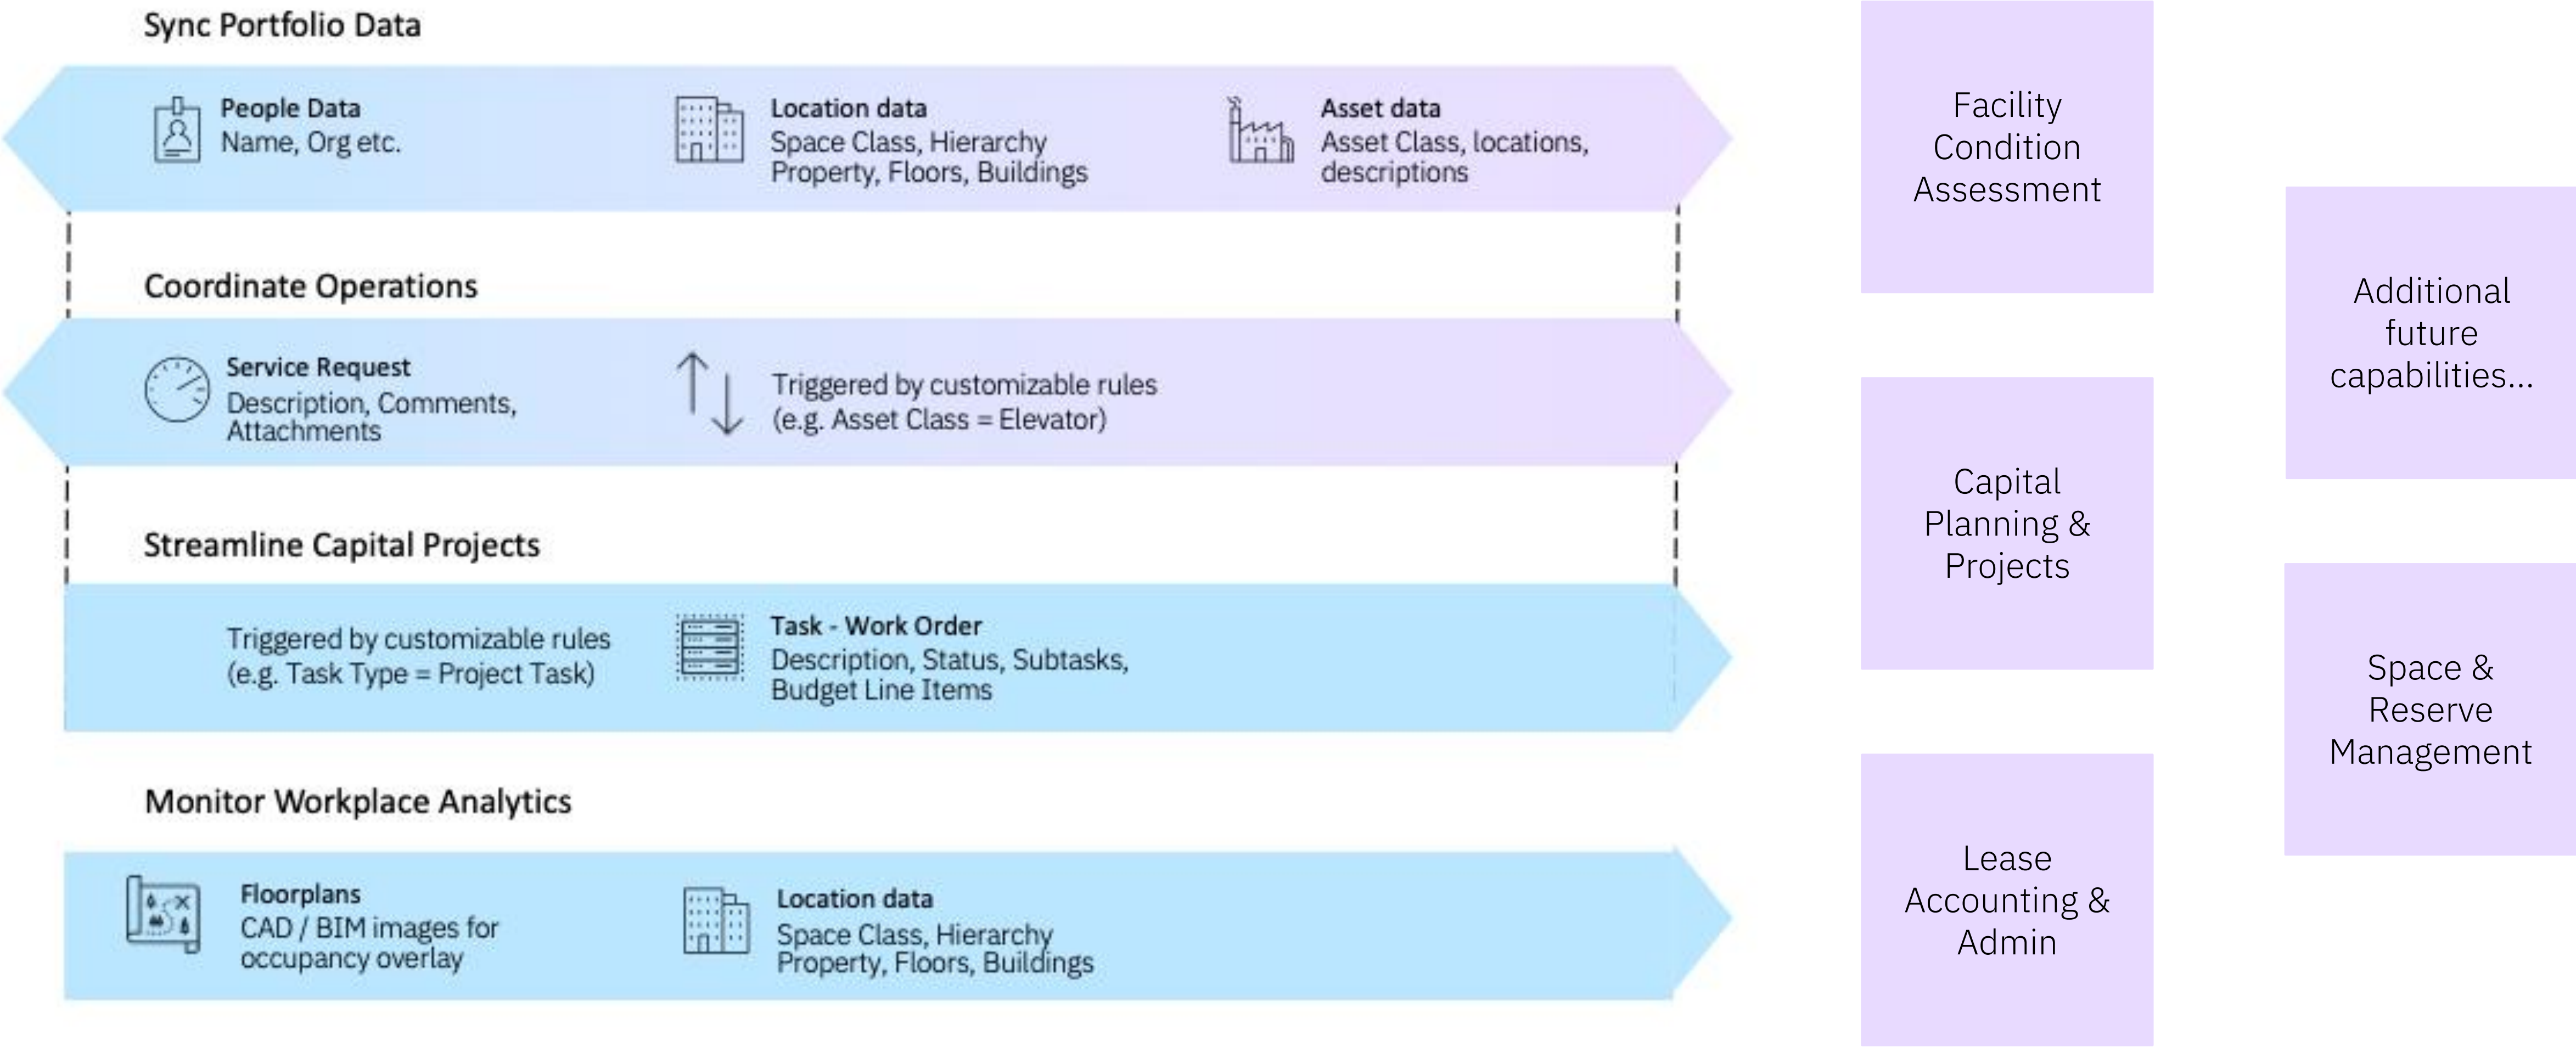 Sync Portfolio Data
People Data
Name, Org etc.
Location data
Space Class, Hierarchy
Property, Floors, Buildings
Asset data
Asset Class, locations,
descriptions
Coordinate Operations
Service Request
Description, Comments,
Attachments
Triggered by customizable rules
(e.g. Asset Class = Elevator)
Streamline Capital Projects
Triggered by customizable rules
(e.g. Task Type = Project Task)
Task - Work Order
Description, Status, Subtasks,
Budget Line Items
Monitor Workplace Analytics
Floorplans
CAD / BIM images for
occupancy overlay
Location data
Space Class, Hierarchy
Property, Floors, Buildings
Facility
Condition
Assessment
Capital
Planning &
Projects
Lease
Accounting &
Admin
Additional
future
capabilities...
Space &
Reserve
Management